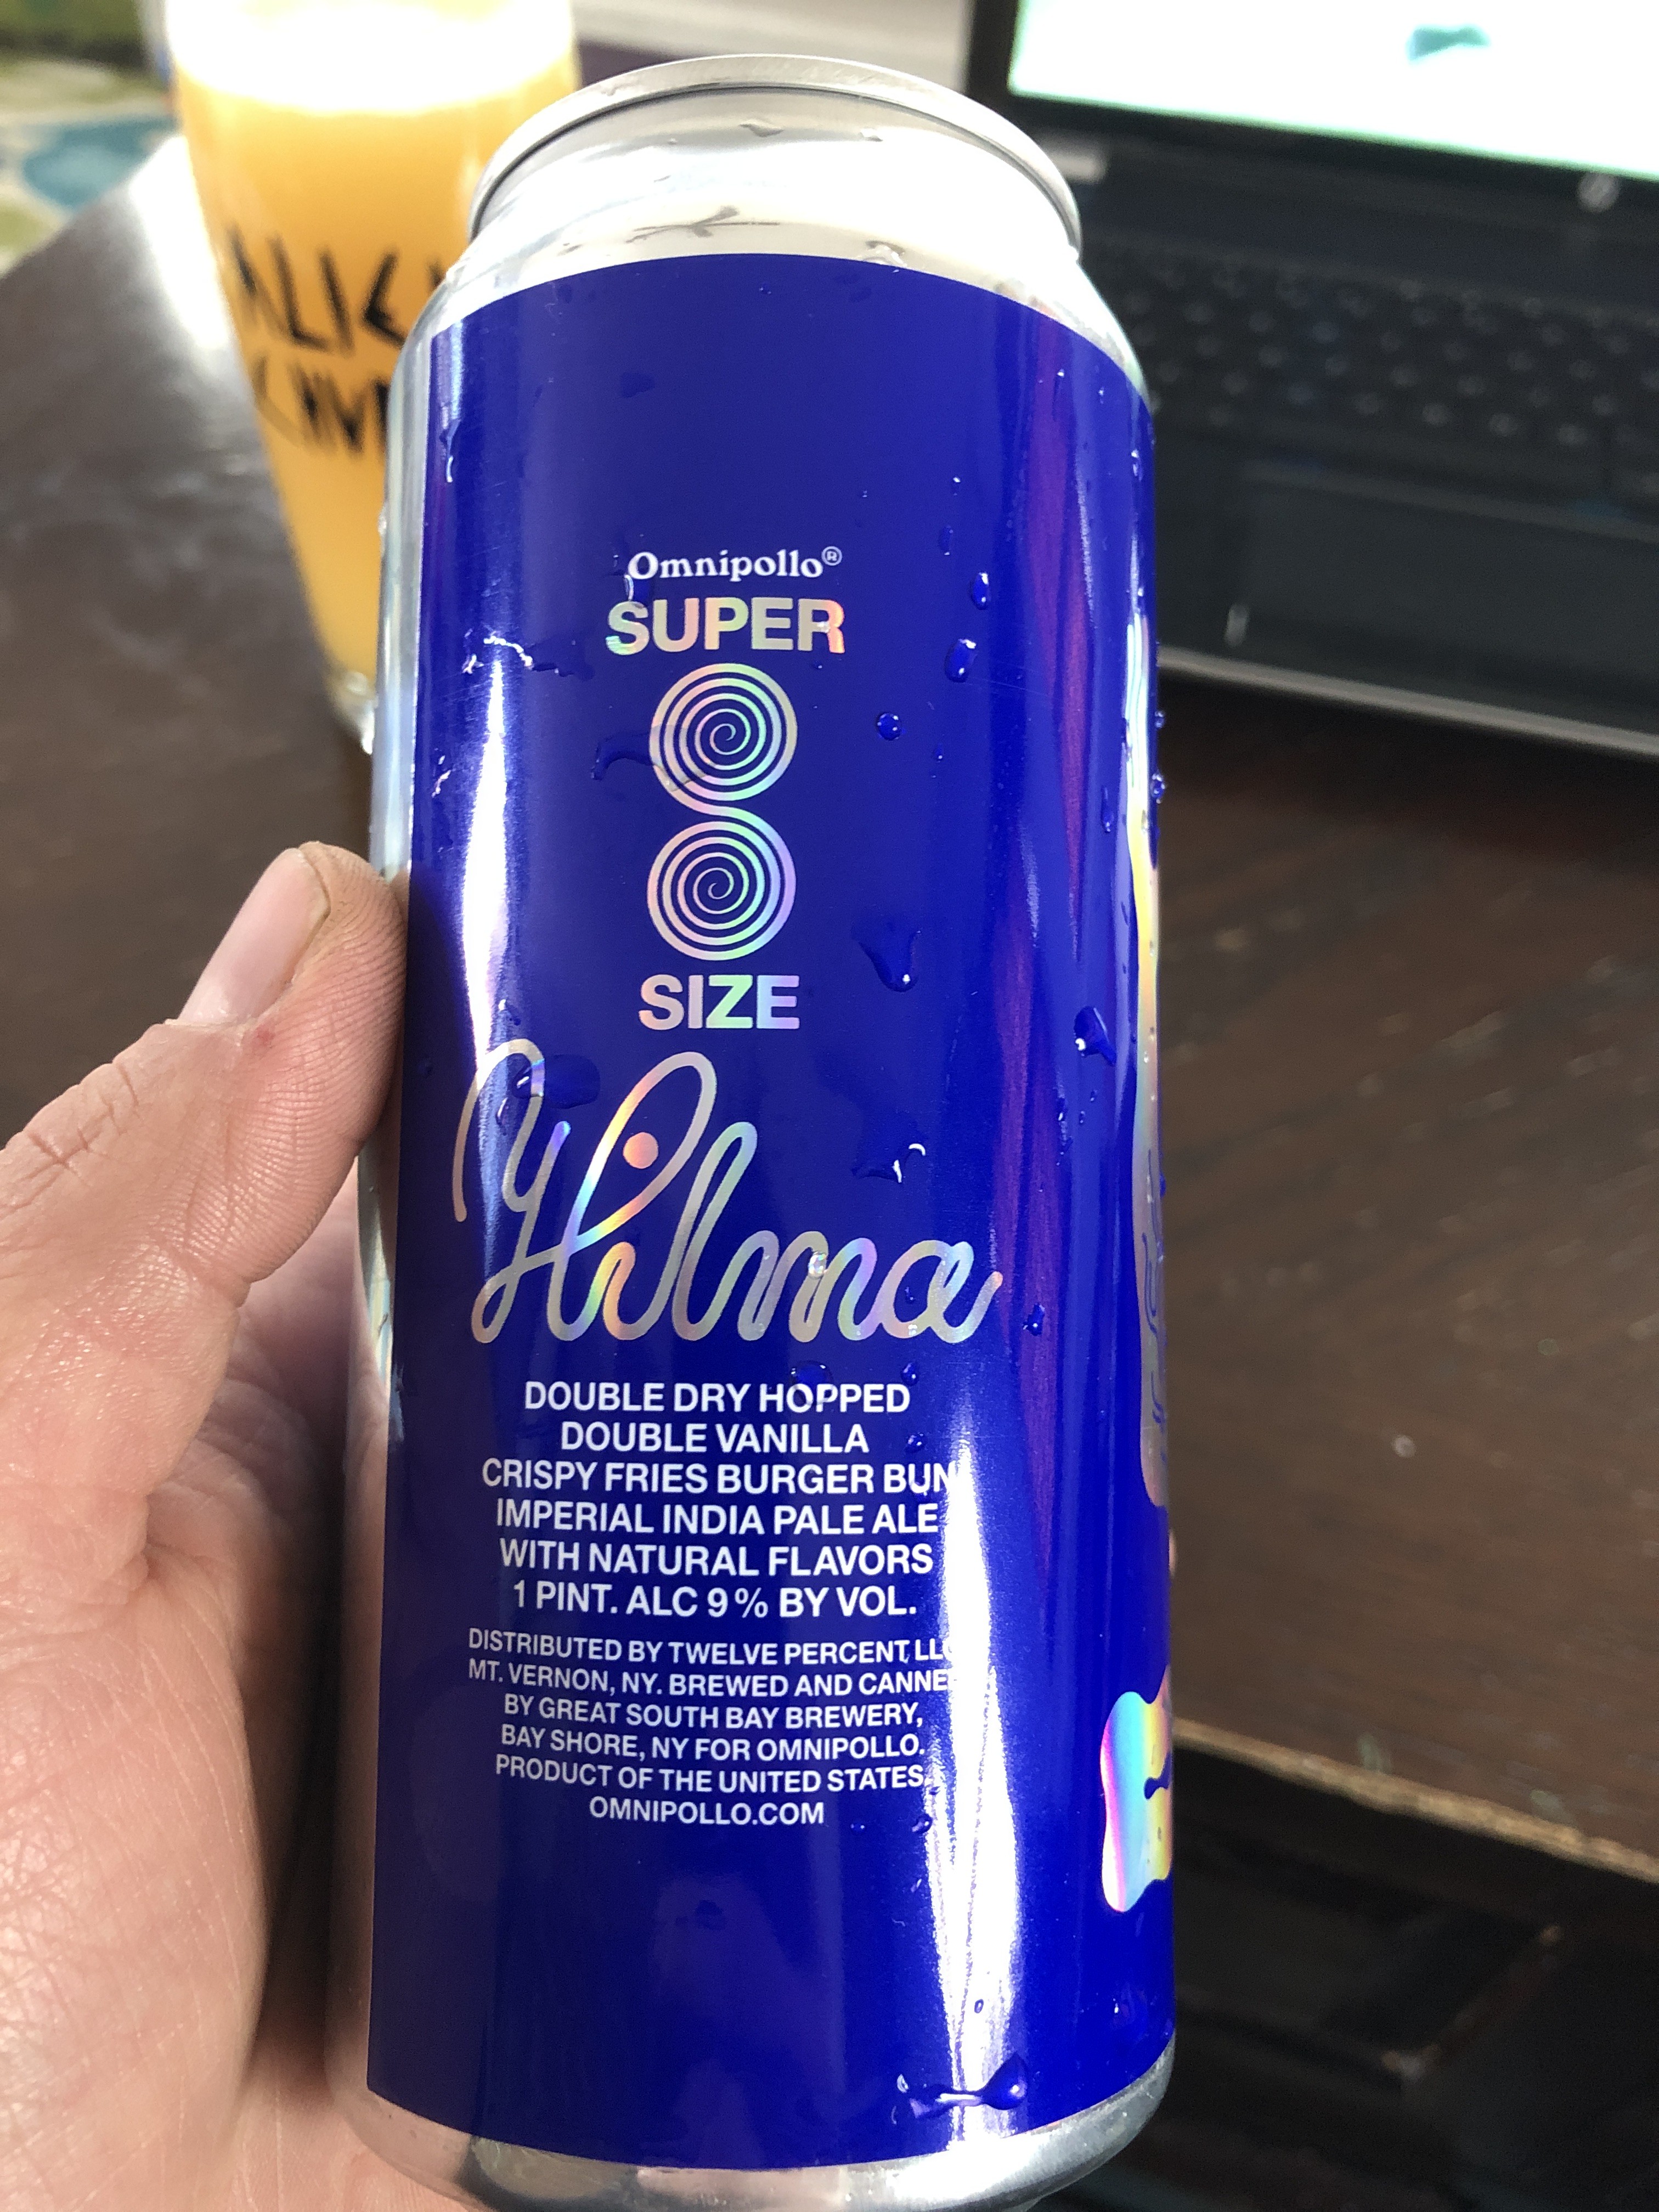 Omnipollo®
SUPER
8
SIZE
Hilma
DOUBLE DRY HOPPED
DOUBLE VANILLA
CRISPY FRIES BURGER BUN
IMPERIAL INDIA PALE ALE
WITH NATURAL FLAVORS
1 PINT. ALC 9% BY VOL.
DISTRIBUTED BY TWELVE PERCENT LLC
MT. VERNON, NY. BREWED AND CANNED
BY GREAT SOUTH BAY BREWERY,
BAY SHORE, NY FOR OMNIPOLLO.
PRODUCT OF THE UNITED STATES.
OMNIPOLLO.COM